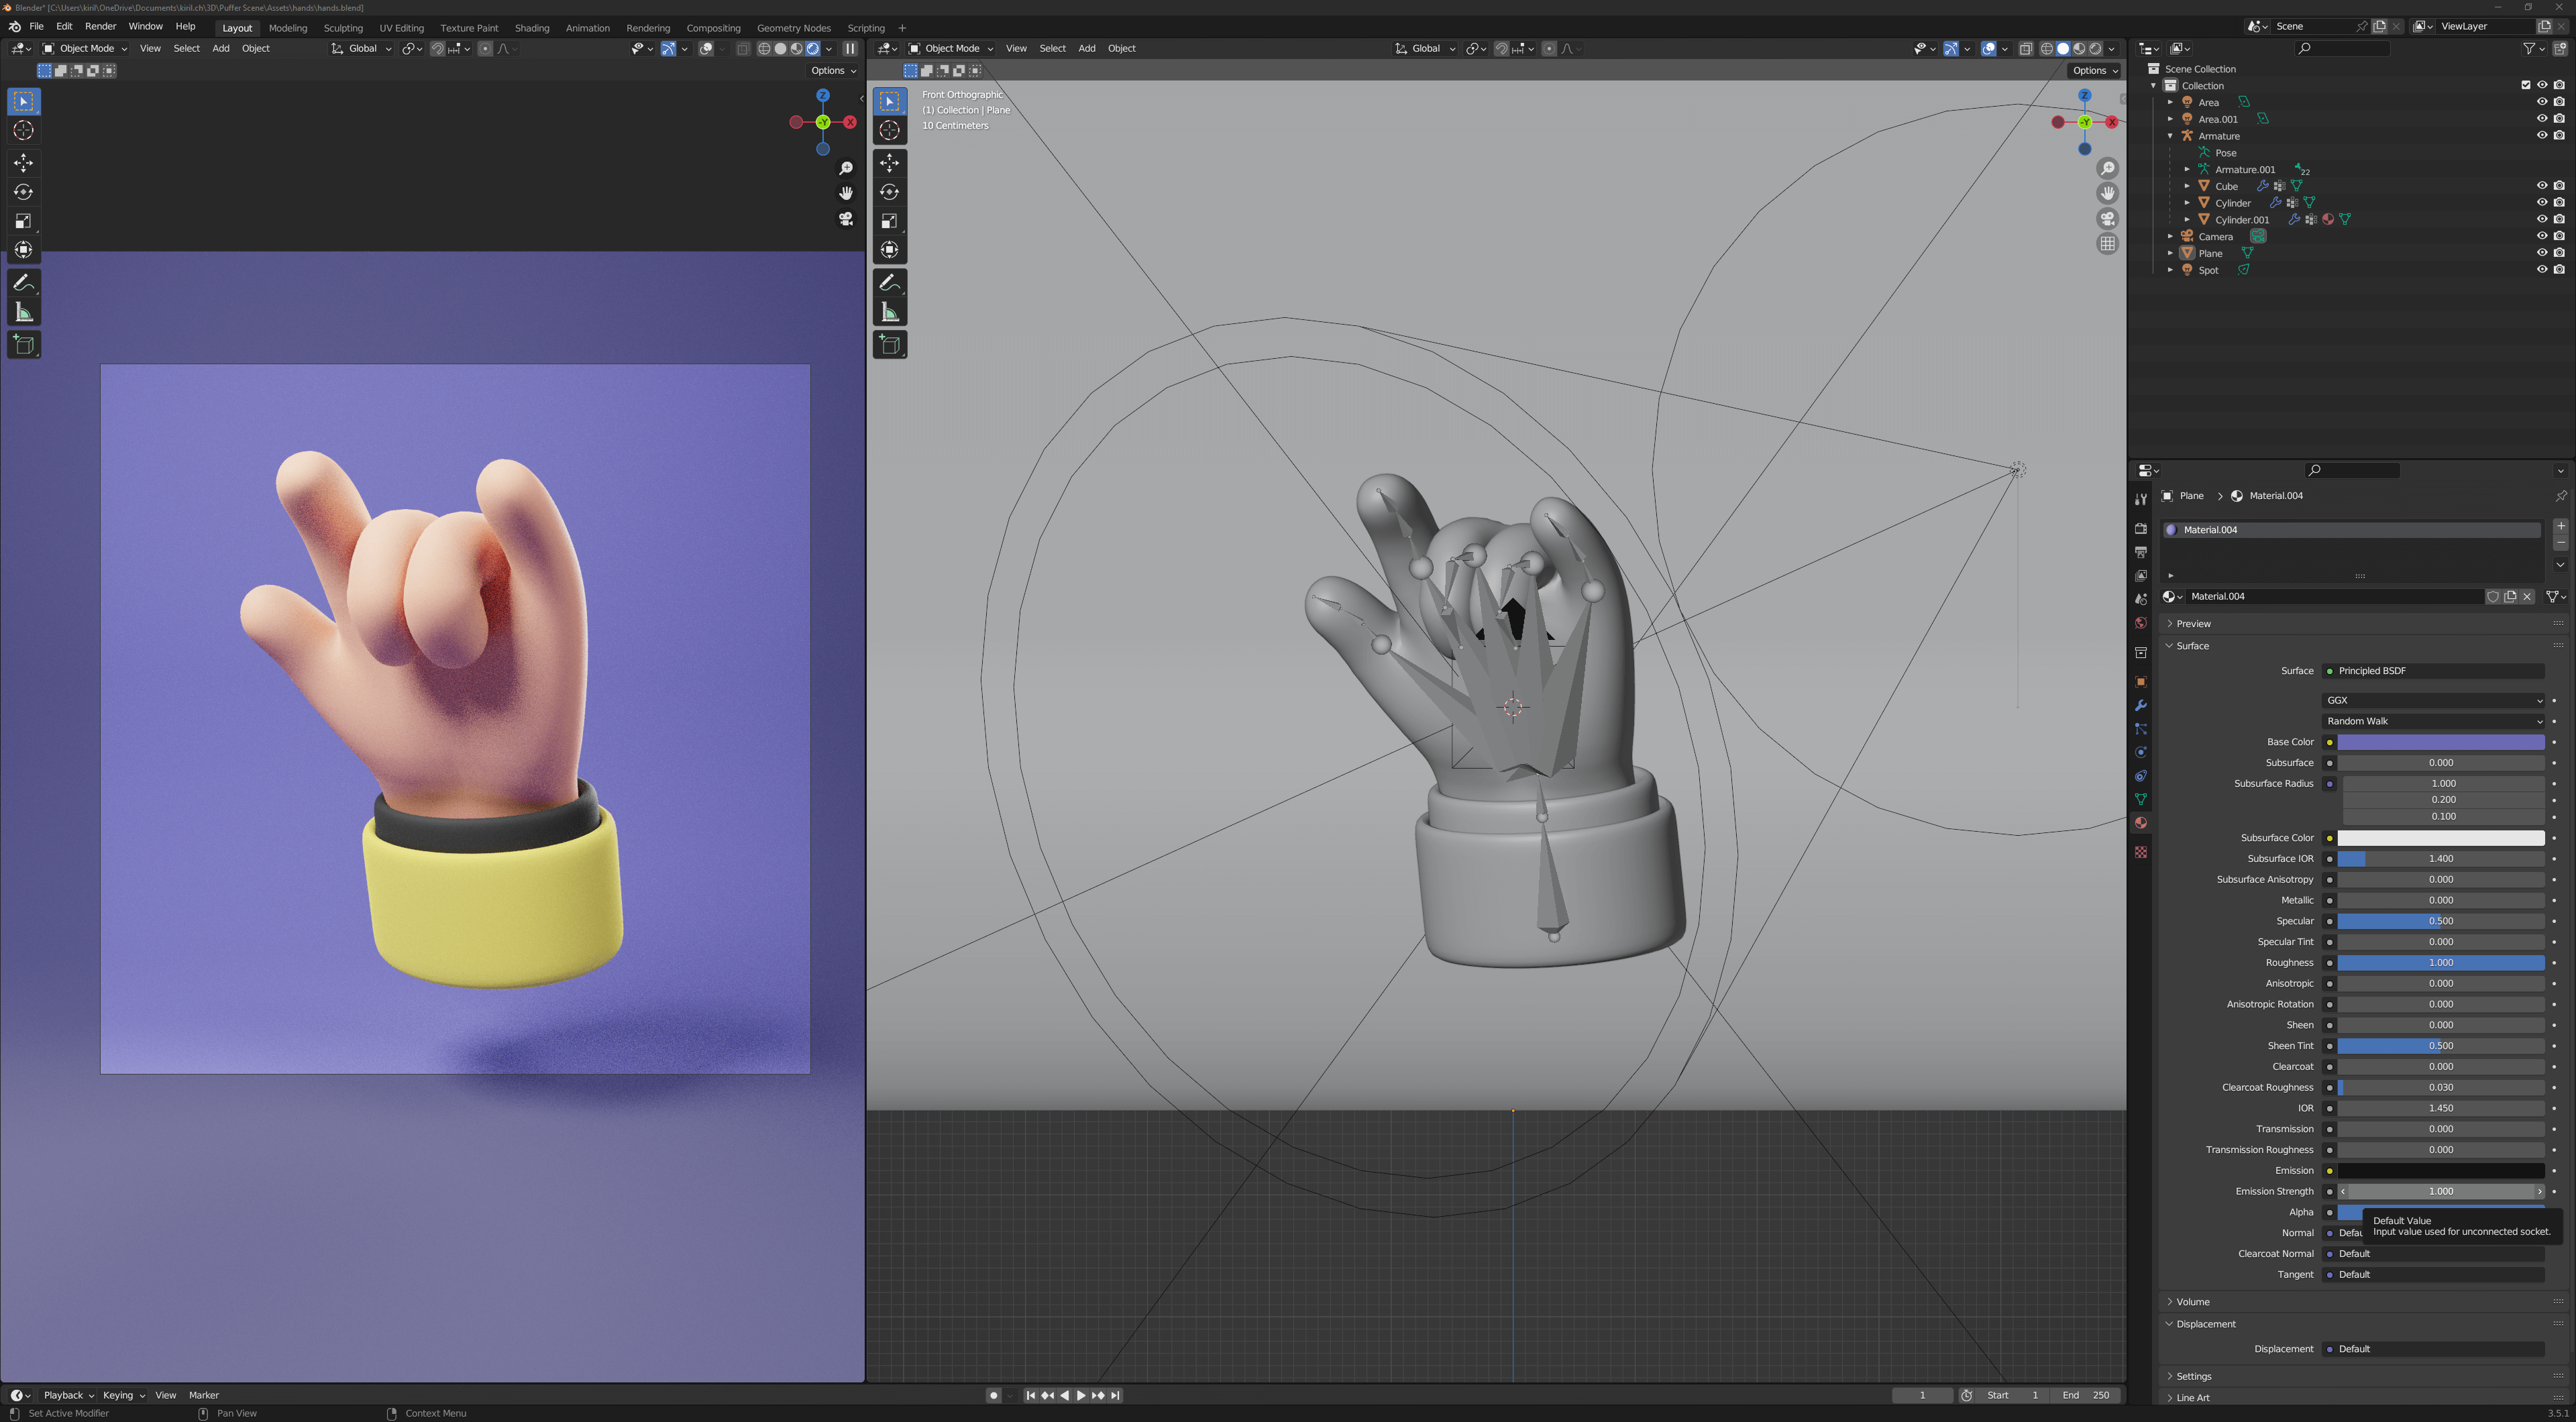 Blender* [C:\Users\kiril\OneDrive\Documents\kiril.ch\3D\Puffer Scene\Assets\hands\hands.blend]
File Edit Render Window Help Layout Modeling Sculpting UV Editing Texture Paint Shading Animation Rendering Compositing Geometry Nodes Scripting + Scene ViewLayer
Object Mode View Select Add Object Global
Options
Z
-Y X
Object Mode View Select Add Object Global
Options
Front Orthographic
(1) Collection | Plane
10 Centimeters
Z
-Y X
Scene Collection
Collection
Area
Area.001
Armature
Pose
Armature.001 22
Cube
Cylinder
Cylinder.001
Camera
Plane
Spot
Plane > Material.004
Material.004
Material.004
Preview
Surface
Surface Principled BSDF
GGX
Random Walk
Base Color
Subsurface 0.000
Subsurface Radius 1.000
0.200
0.100
Subsurface Color
Subsurface IOR 1.400
Subsurface Anisotropy 0.000
Metallic 0.000
Specular 0.500
Specular Tint 0.000
Roughness 1.000
Anisotropic 0.000
Anisotropic Rotation 0.000
Sheen 0.000
Sheen Tint 0.500
Clearcoat 0.000
Clearcoat Roughness 0.030
IOR 1.450
Transmission 0.000
Transmission Roughness 0.000
Emission
Emission Strength 1.000
Alpha
Default Value
Input value used for unconnected socket.
Normal Defau
Clearcoat Normal Default
Tangent Default
Volume
Displacement
Displacement Default
Settings
Line Art
Playback Keying View Marker 1 Start 1 End 250
Set Active Modifier Pan View Context Menu 3.5.1